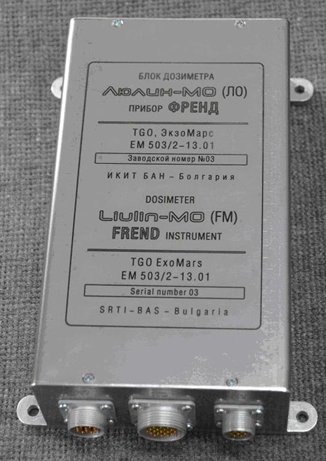 БЛОК ДОЗИМЕТРА
Люлин-МО (ЛО)
ПРИБОР ФРЕНД
TGO, ЭкзоМарс
EM 503/2-13.01
Заводской номер №03
ИКИТ БАН - Болгария
DOSIMETER
Liulin-MO (FM)
FREND INSTRUMENT
TGO ExoMars
EM 503/2-13.01
Serial number 03
SRTI-BAS-Bulgaria